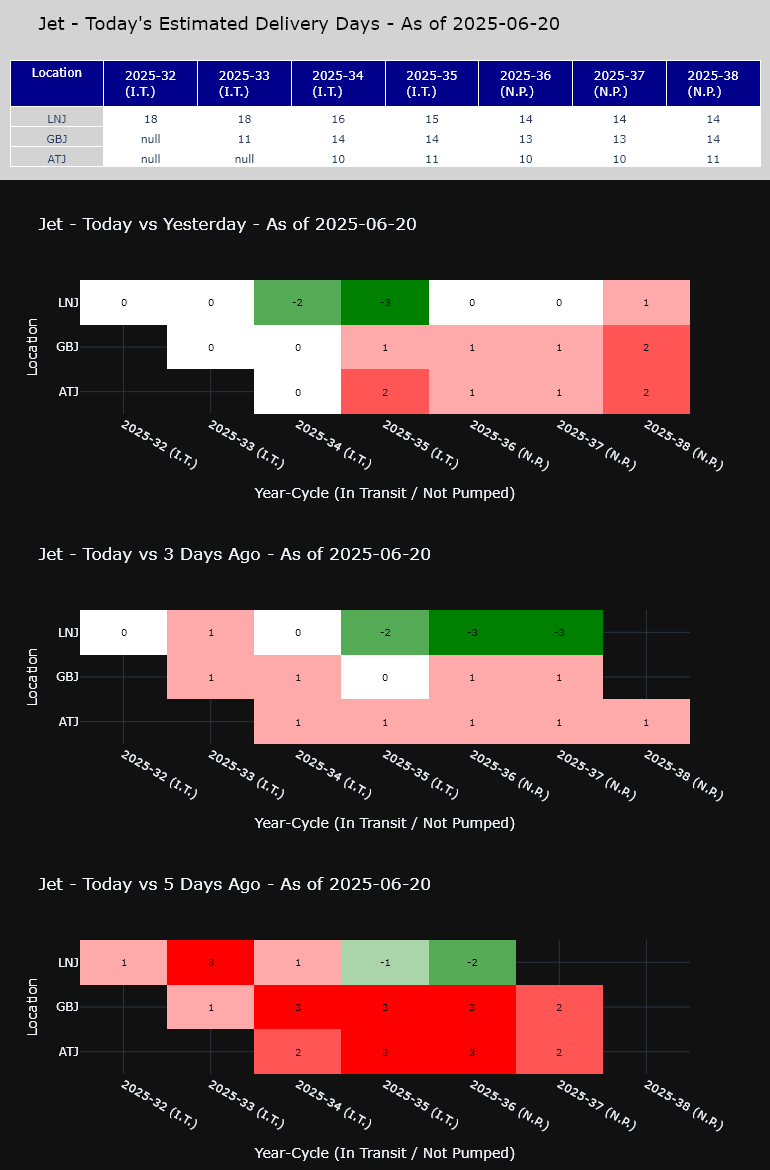 Jet - Today's Estimated Delivery Days - As of 2025-06-20
Location 2025-32 (I.T.) 2025-33 (I.T.) 2025-34 (I.T.) 2025-35 (I.T.) 2025-36 (N.P.) 2025-37 (N.P.) 2025-38 (N.P.)
LNJ 18 18 16 15 14 14 14
GBJ null 11 14 14 13 13 14
ATJ null null 10 11 10 10 11
Jet - Today vs Yesterday - As of 2025-06-20
Location
LNJ 0 0 -2 -3 0 0 1
GBJ 0 0 1 1 1 2
ATJ 0 2 1 1 2
2025-32 (I.T.) 2025-33 (I.T.) 2025-34 (I.T.) 2025-35 (I.T.) 2025-36 (N.P.) 2025-37 (N.P.) 2025-38 (N.P.)
Year-Cycle (In Transit / Not Pumped)
Jet - Today vs 3 Days Ago - As of 2025-06-20
Location
LNJ 0 1 0 -2 -3 -3
GBJ 1 1 0 1 1
ATJ 1 1 1 1 1
2025-32 (I.T.) 2025-33 (I.T.) 2025-34 (I.T.) 2025-35 (I.T.) 2025-36 (N.P.) 2025-37 (N.P.) 2025-38 (N.P.)
Year-Cycle (In Transit / Not Pumped)
Jet - Today vs 5 Days Ago - As of 2025-06-20
Location
LNJ 1 3 1 -1 -2
GBJ 1 3 3 3 2
ATJ 2 3 3 2
2025-32 (I.T.) 2025-33 (I.T.) 2025-34 (I.T.) 2025-35 (I.T.) 2025-36 (N.P.) 2025-37 (N.P.) 2025-38 (N.P.)
Year-Cycle (In Transit / Not Pumped)